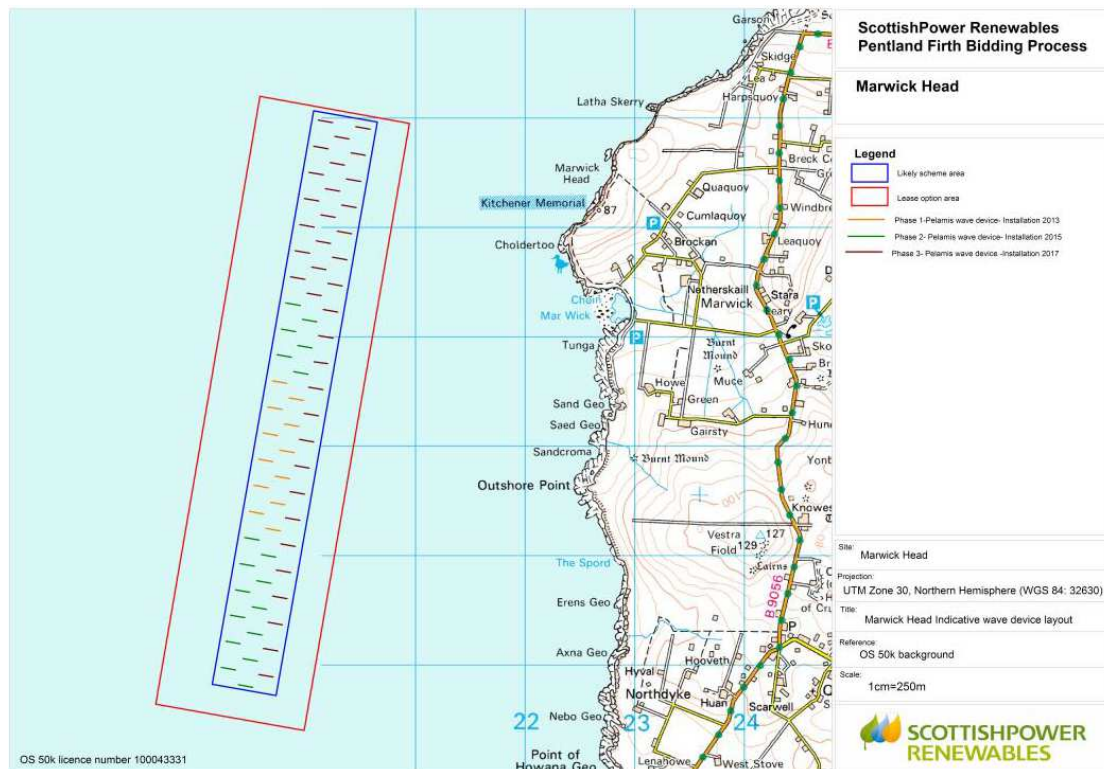 Garson
Skidge
Lea
Harpsquoy
Latha Skerry
Marwick
Head
Breck
Quaquoy
Kitchener Memorial
87
Cumlaquoy
P
Choldertoo
Brockan
Leaquoy
Netherskaill
Marwick
Stara
P
Choin
Mar Wick
Tunga
P
Burnt
Mound
Muce
Howe
Green
Sand Geo
Saed Geo
Gairsty
Sandcroma
Burnt Mound
Outshore Point
Vestra
Fiold
127
129
Cairns
The Spord
B9056
Erens Geo
P
Axna Geo
Hooveth
Hyval
Northdyke
Huan
Scarwell
22
23
24
Nebo Geo
Point of
Howana Geo
Lenahowe
West Stove
OS 50k licence number 100043331
ScottishPower Renewables
Pentland Firth Bidding Process
Marwick Head
Legend
Likely scheme area
Lease option area
Phase 1-Pelamis wave device- Installation 2013
Phase 2- Pelamis wave device- Installation 2015
Phase 3- Pelamis wave device -Installation 2017
Site:
Marwick Head
Projection:
UTM Zone 30, Northern Hemisphere (WGS 84: 32630)
Title:
Marwick Head Indicative wave device layout
Reference:
OS 50k background
Scale:
1cm=250m
SCOTTISHPOWER
RENEWABLES